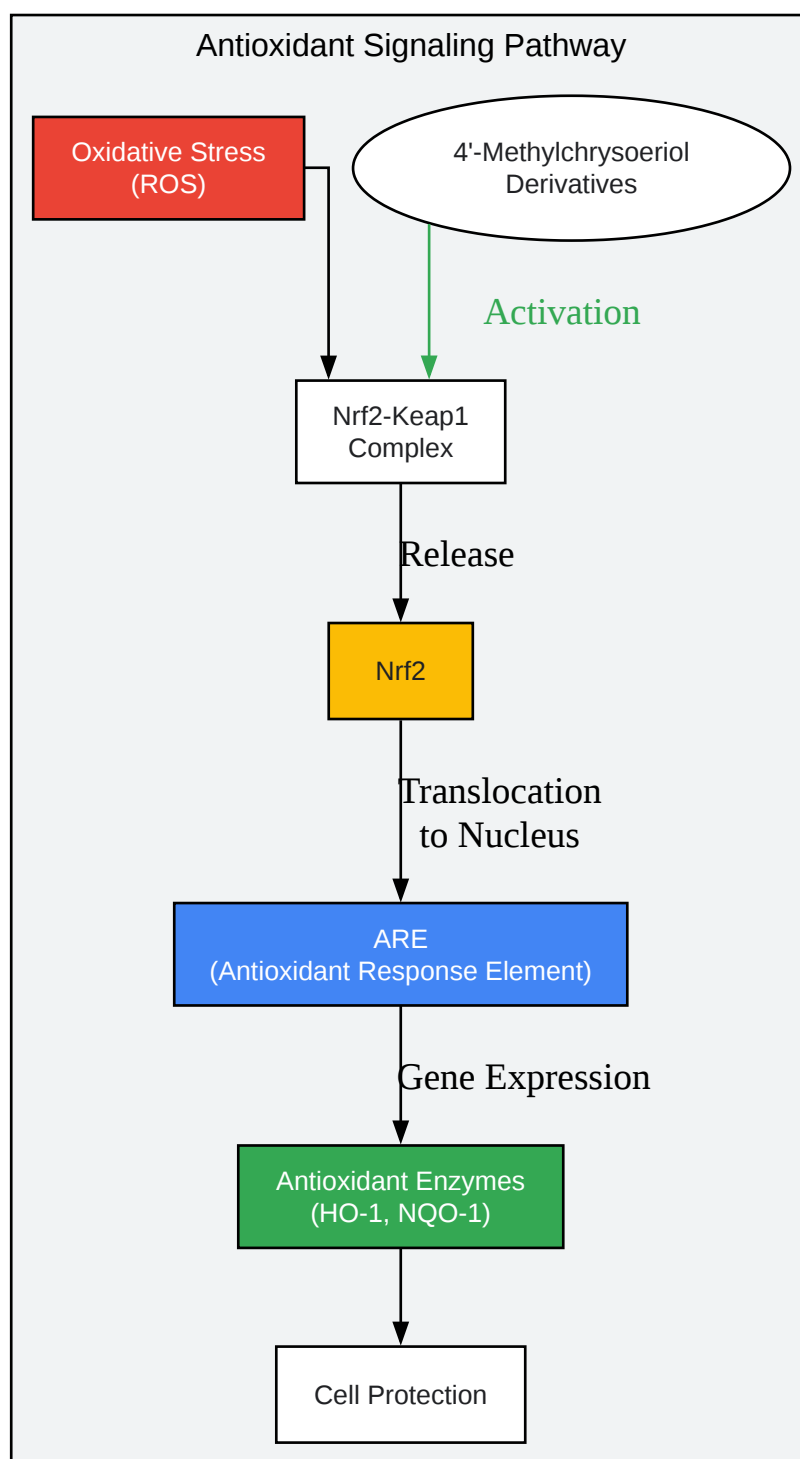 Antioxidant Signaling Pathway
Oxidative Stress
(ROS)
4'-Methylchrysoeriol
Derivatives
Activation
Nrf2-Keap1
Complex
Release
Nrf2
Translocation
to Nucleus
ARE
(Antioxidant Response Element)
Gene Expression
Antioxidant Enzymes
(HO-1, NQO-1)
Cell Protection